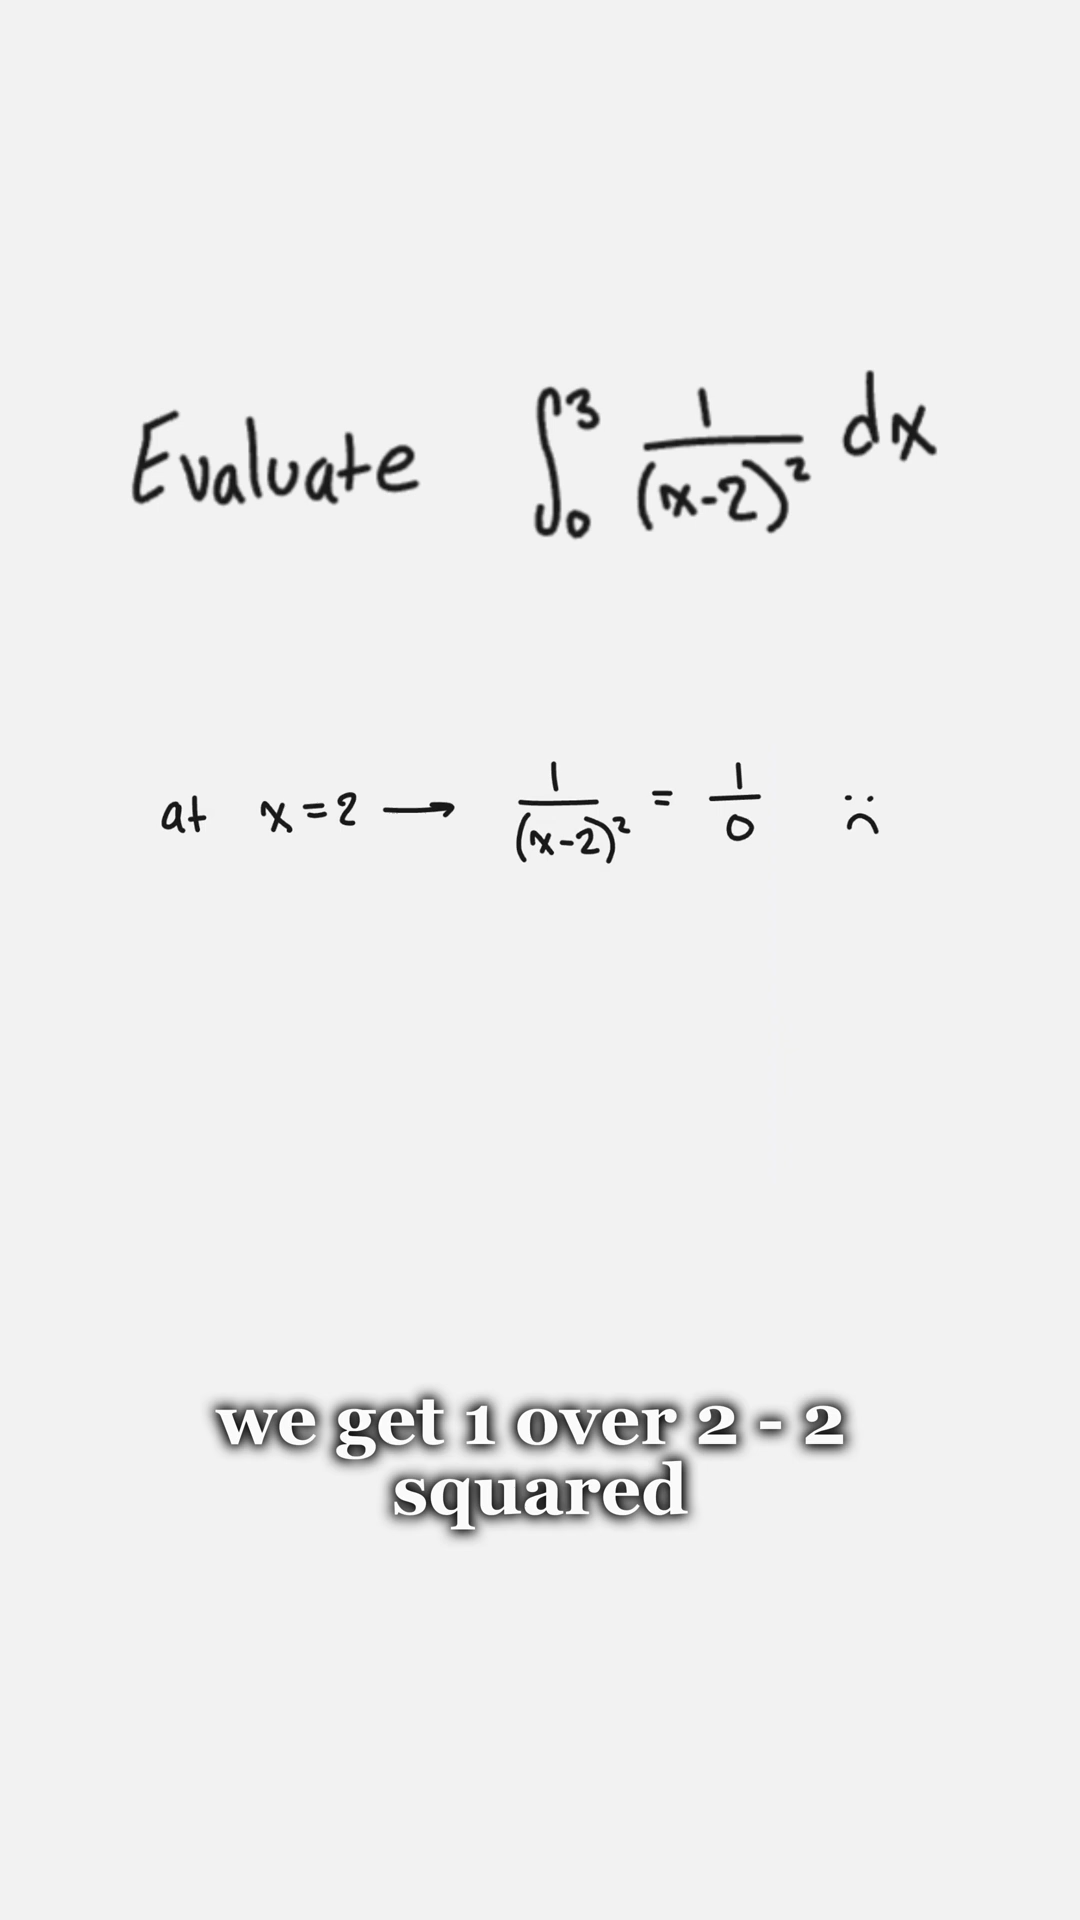 Evaluate ∫₀³ 1/(x-2)² dx
at x = 2 → 1/(x-2)² = 1/0 :(
we get 1 over 2 - 2
squared